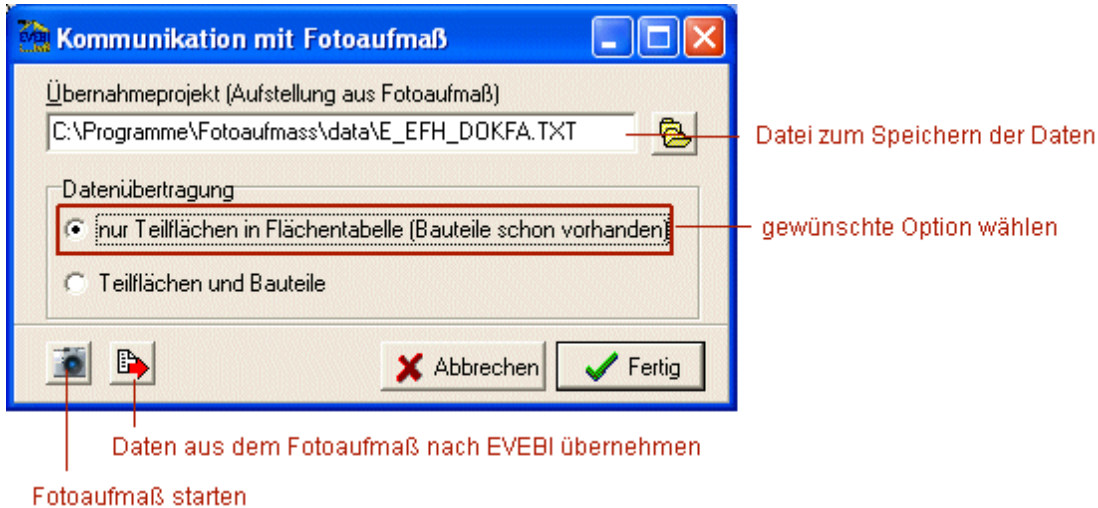 Kommunikation mit Fotoaufmaß
Übernahmeprojekt (Aufstellung aus Fotoaufmaß)
C:\Programme\Fotoaufmass\data\E_EFH_DOKFA.TXT
Datei zum Speichern der Daten
Datenübertragung
nur Teilflächen in Flächentabelle (Bauteile schon vorhanden)
gewünschte Option wählen
Teilflächen und Bauteile
Abbrechen
Fertig
Daten aus dem Fotoaufmaß nach EVEBI übernehmen
Fotoaufmaß starten